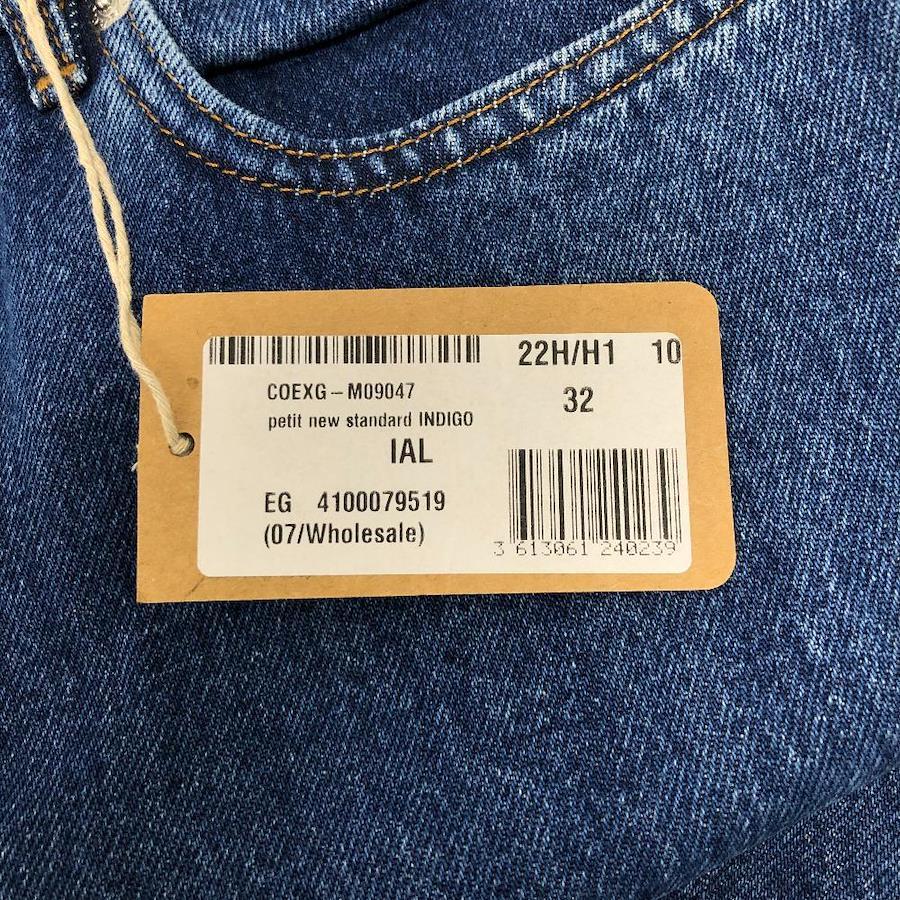 22H/H1 10
COEXG-M09047
32
petit new standard INDIGO
IAL
EG 4100079519
(07/Wholesale)
3 613061 240239